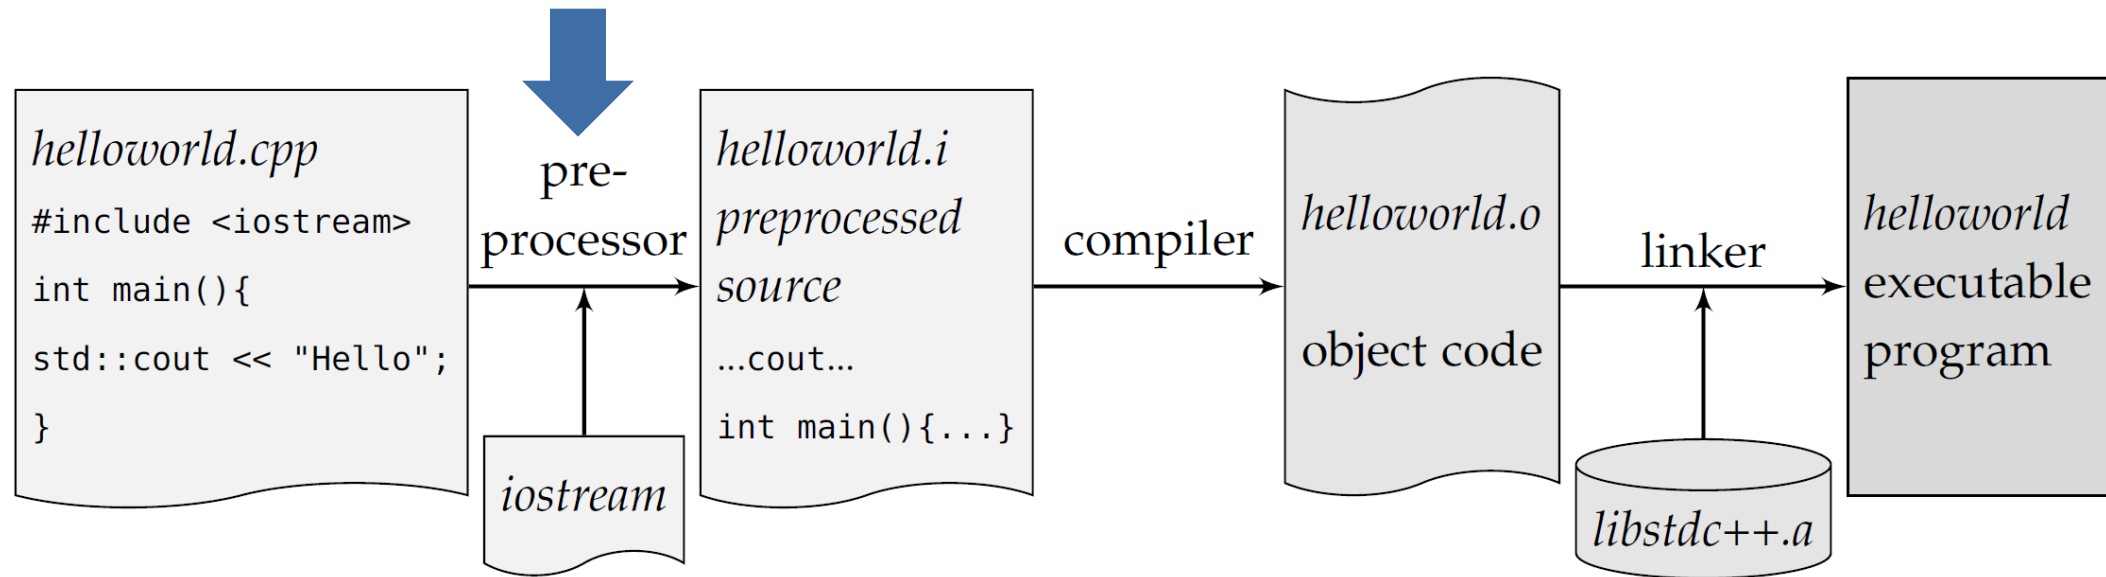 helloworld.cpp
#include <iostream>
int main(){
std::cout << "Hello";
}
pre-
processor
iostream
helloworld.i
preprocessed
source
...cout...
int main(){...}
compiler
helloworld.o
object code
linker
libstdc++.a
helloworld
executable
program